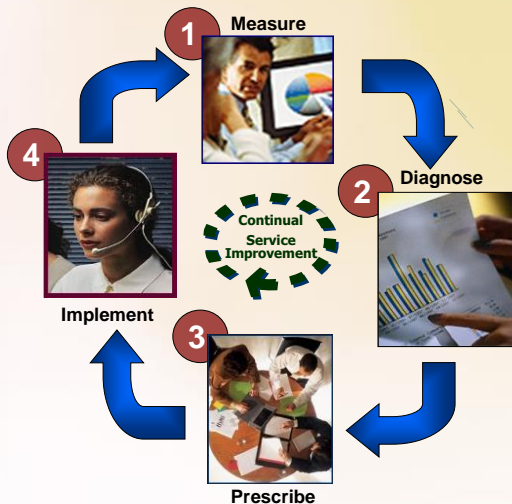 1
Measure
2
Diagnose
3
Prescribe
4
Implement
Continual
Service
Improvement